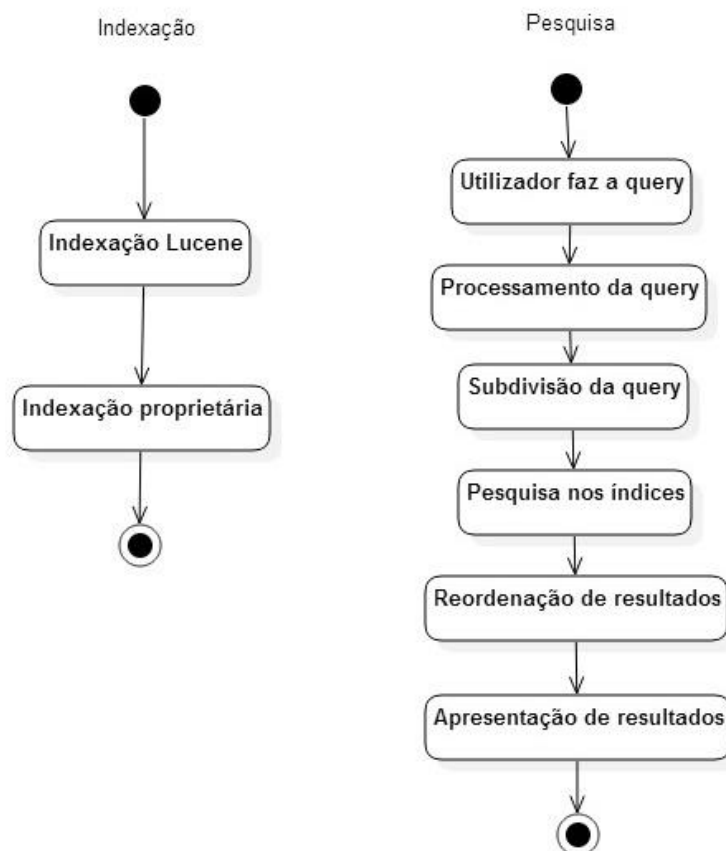 Indexação
Indexação Lucene
Indexação proprietária
Pesquisa
Utilizador faz a query
Processamento da query
Subdivisão da query
Pesquisa nos índices
Reordenação de resultados
Apresentação de resultados